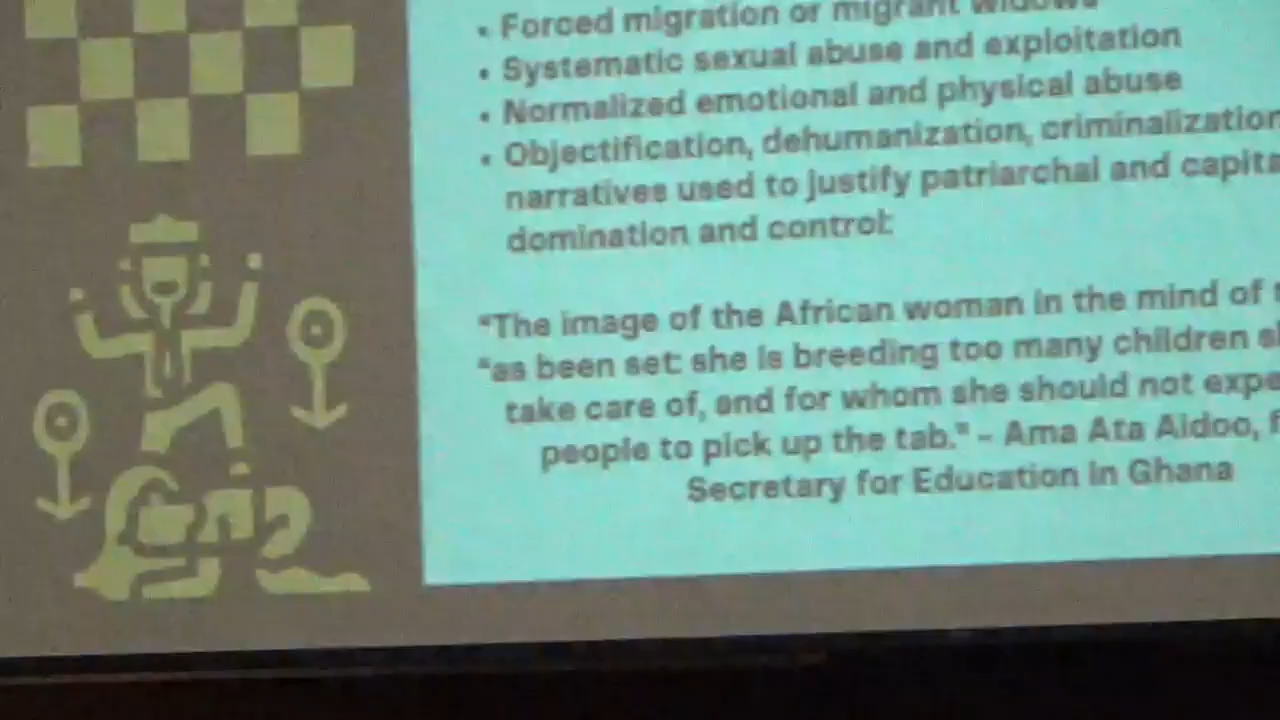 • Forced migration or migrant widows
• Systematic sexual abuse and exploitation
• Normalized emotional and physical abuse
• Objectification, dehumanization, criminalization
narratives used to justify patriarchal and
domination and control:
"The image of the African woman in the mind of
"as been set: she is breeding too many children
take care of, and for whom she should not
people to pick up the tab." - Ama Ata Aidoo,
Secretary for Education in Ghana